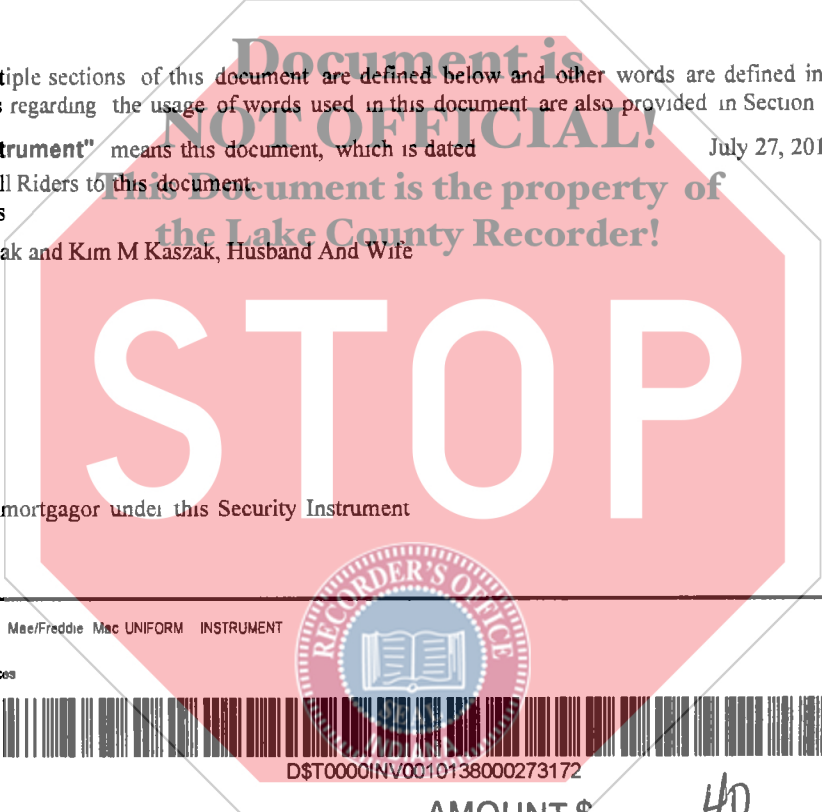 Document is
tiple sections of this document are defined below and other words are defined in
s regarding the usage of words used in this document are also provided in Section
NOT OFFICIAL!
trument" means this document, which is dated July 27, 201
ll Riders to this document.
This Document is the property of
s
the Lake County Recorder!
ak and Kim M Kaszak, Husband And Wife
STOP
mortgagor under this Security Instrument
RECORDER'S OFFICE
Mae/Freddie Mac UNIFORM INSTRUMENT
ces
SEAL
INDIANA
D$T0000INV00101138000273172
AMOUNT $ 40